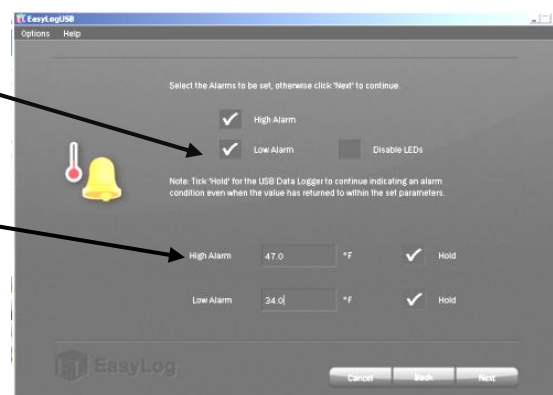 EasyLogUSB
Options Help
Select the Alarms to be set, otherwise click 'Next' to continue.
High Alarm
Low Alarm Disable LEDs
Note: Tick 'Hold' for the USB Data Logger to continue indicating an alarm
condition even when the value has returned to within the set parameters.
High Alarm 47.0 °F Hold
Low Alarm 34.0 °F Hold
EasyLog
Cancel Back Next